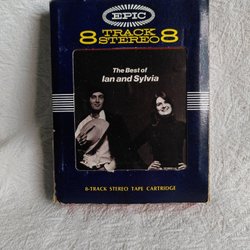 EPIC
8 TRACK 8
STEREO
The Best of
Ian and Sylvia
8-TRACK STEREO TAPE CARTRIDGE